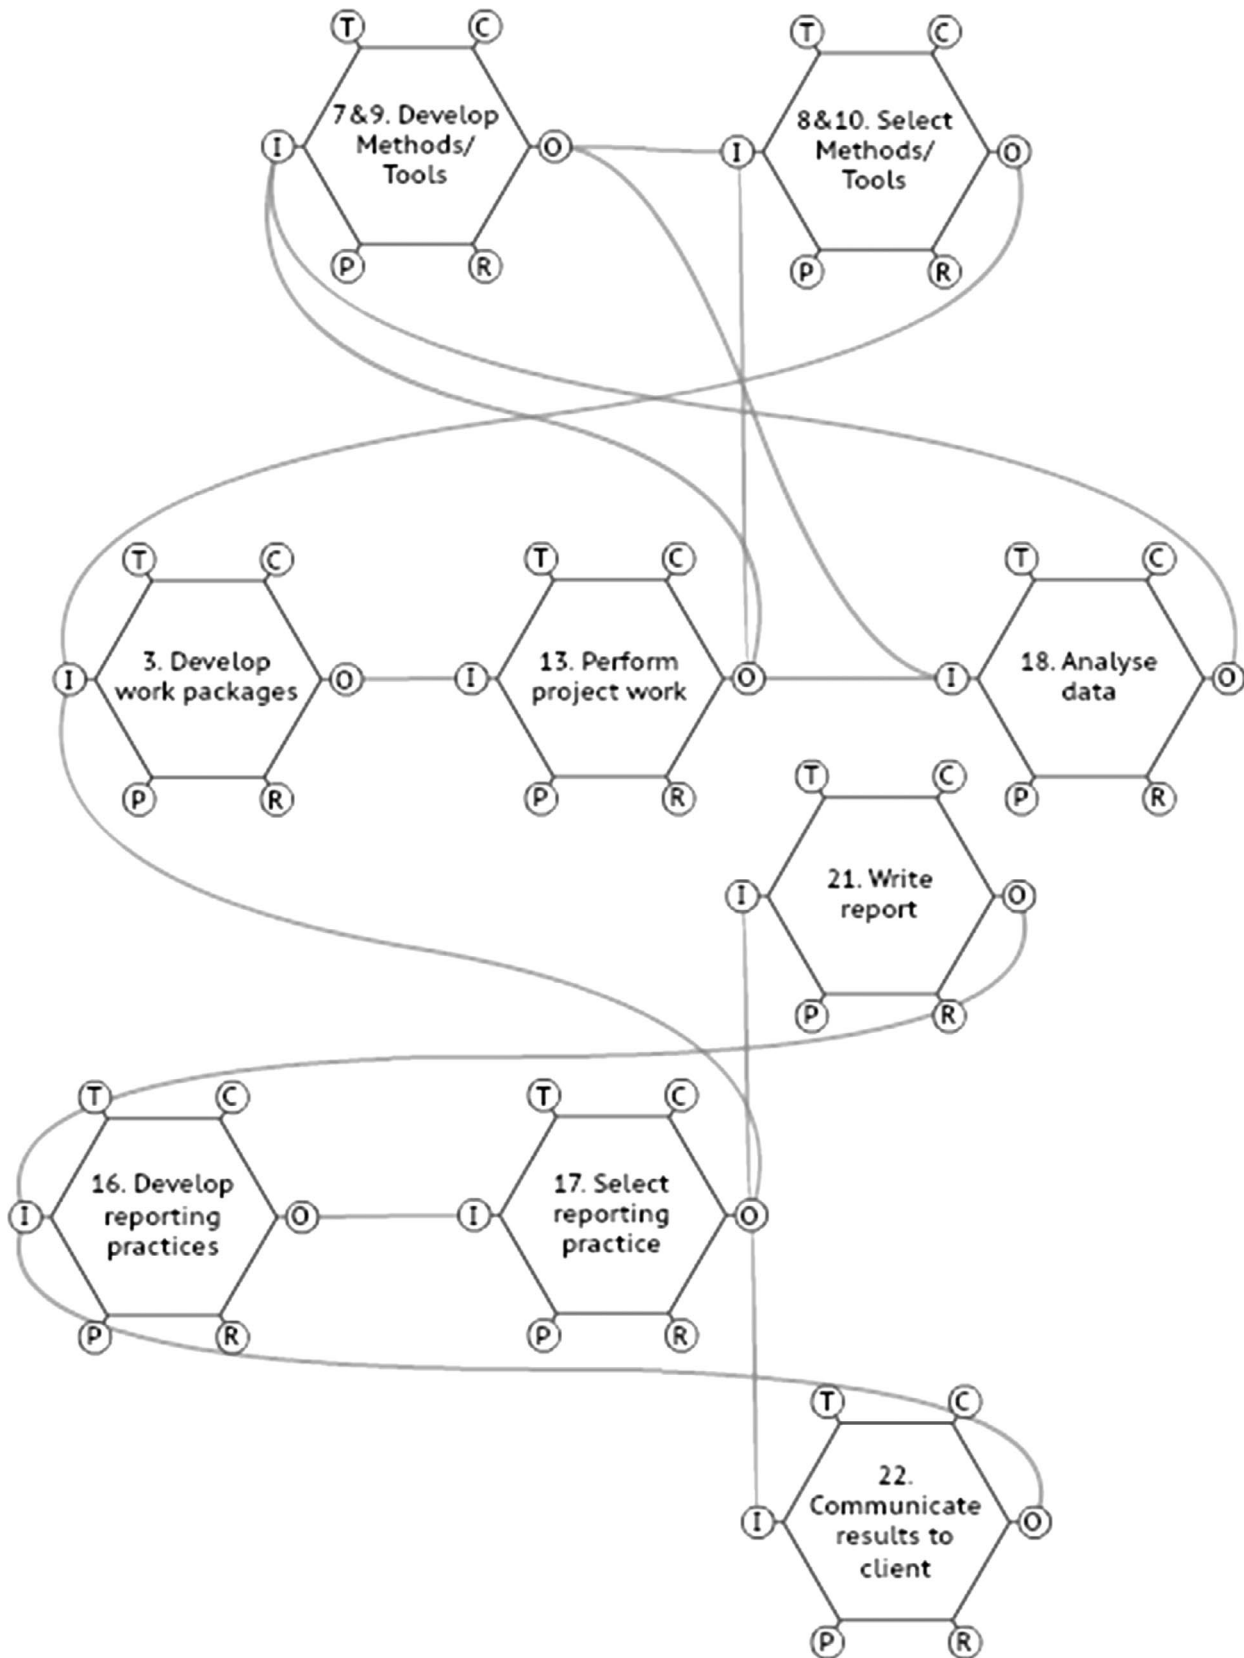 T C
7&9. Develop
Methods/
Tools
I O
P R
T C
8&10. Select
Methods/
Tools
I O
P R
T C
3. Develop
work packages
I O
P R
T C
13. Perform
project work
I O
P R
T C
18. Analyse
data
I O
P R
T C
21. Write
report
I O
P R
T C
16. Develop
reporting
practices
I O
P R
T C
17. Select
reporting
practice
I O
P R
T C
22.
Communicate
results to
client
I O
P R